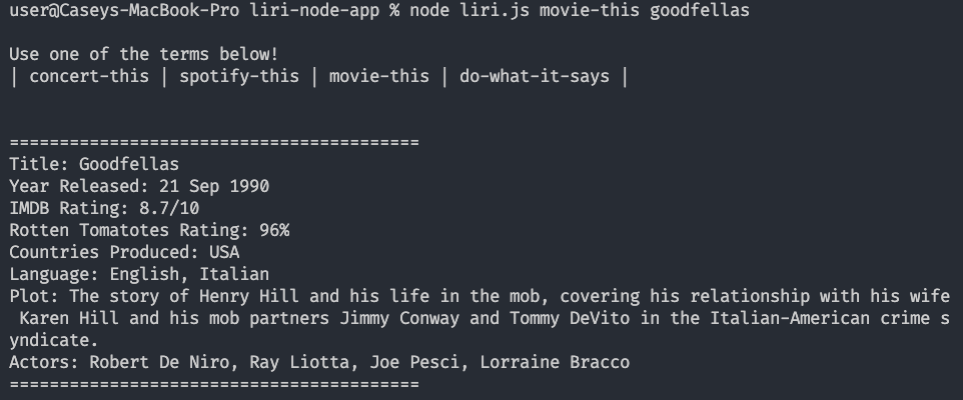 user@Caseys-MacBook-Pro liri-node-app % node liri.js movie-this goodfellas
Use one of the terms below!
| concert-this | spotify-this | movie-this | do-what-it-says |
=========================================
Title: Goodfellas
Year Released: 21 Sep 1990
IMDB Rating: 8.7/10
Rotten Tomatotes Rating: 96%
Countries Produced: USA
Language: English, Italian
Plot: The story of Henry Hill and his life in the mob, covering his relationship with his wife
 Karen Hill and his mob partners Jimmy Conway and Tommy DeVito in the Italian-American crime s
yndicate.
Actors: Robert De Niro, Ray Liotta, Joe Pesci, Lorraine Bracco
=========================================